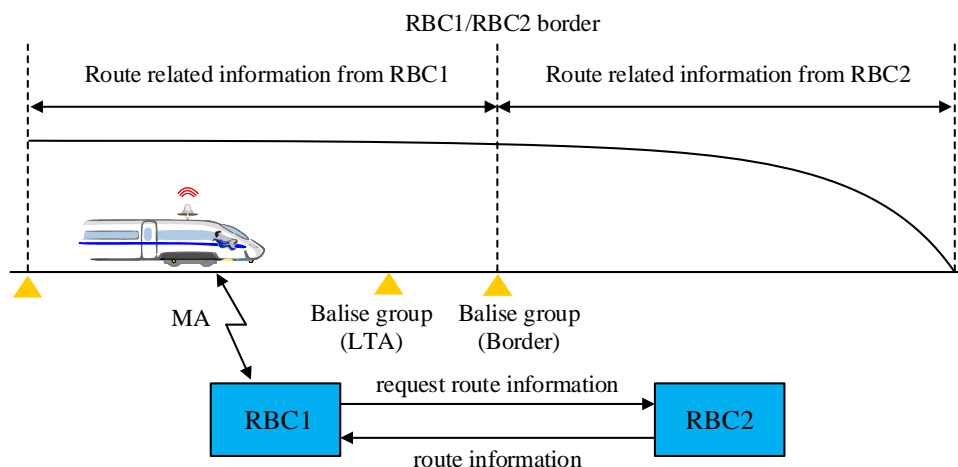 RBC1/RBC2 border
Route related information from RBC1
Route related information from RBC2
MA
Balise group
(LTA)
Balise group
(Border)
request route information
RBC1
RBC2
route information